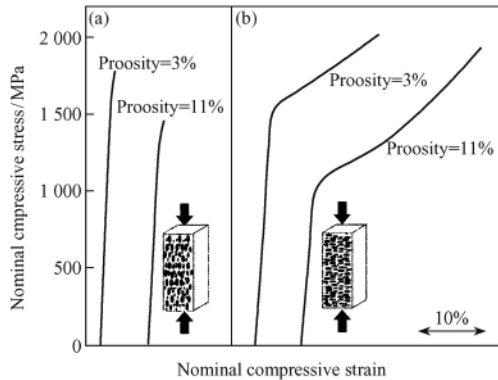 (a)
(b)
2 000
1 500
1 000
500
0
Nominal cmpressive stress/MPa
Proosity=3%
Proosity=11%
Proosity=3%
Proosity=11%
10%
Nominal compressive strain